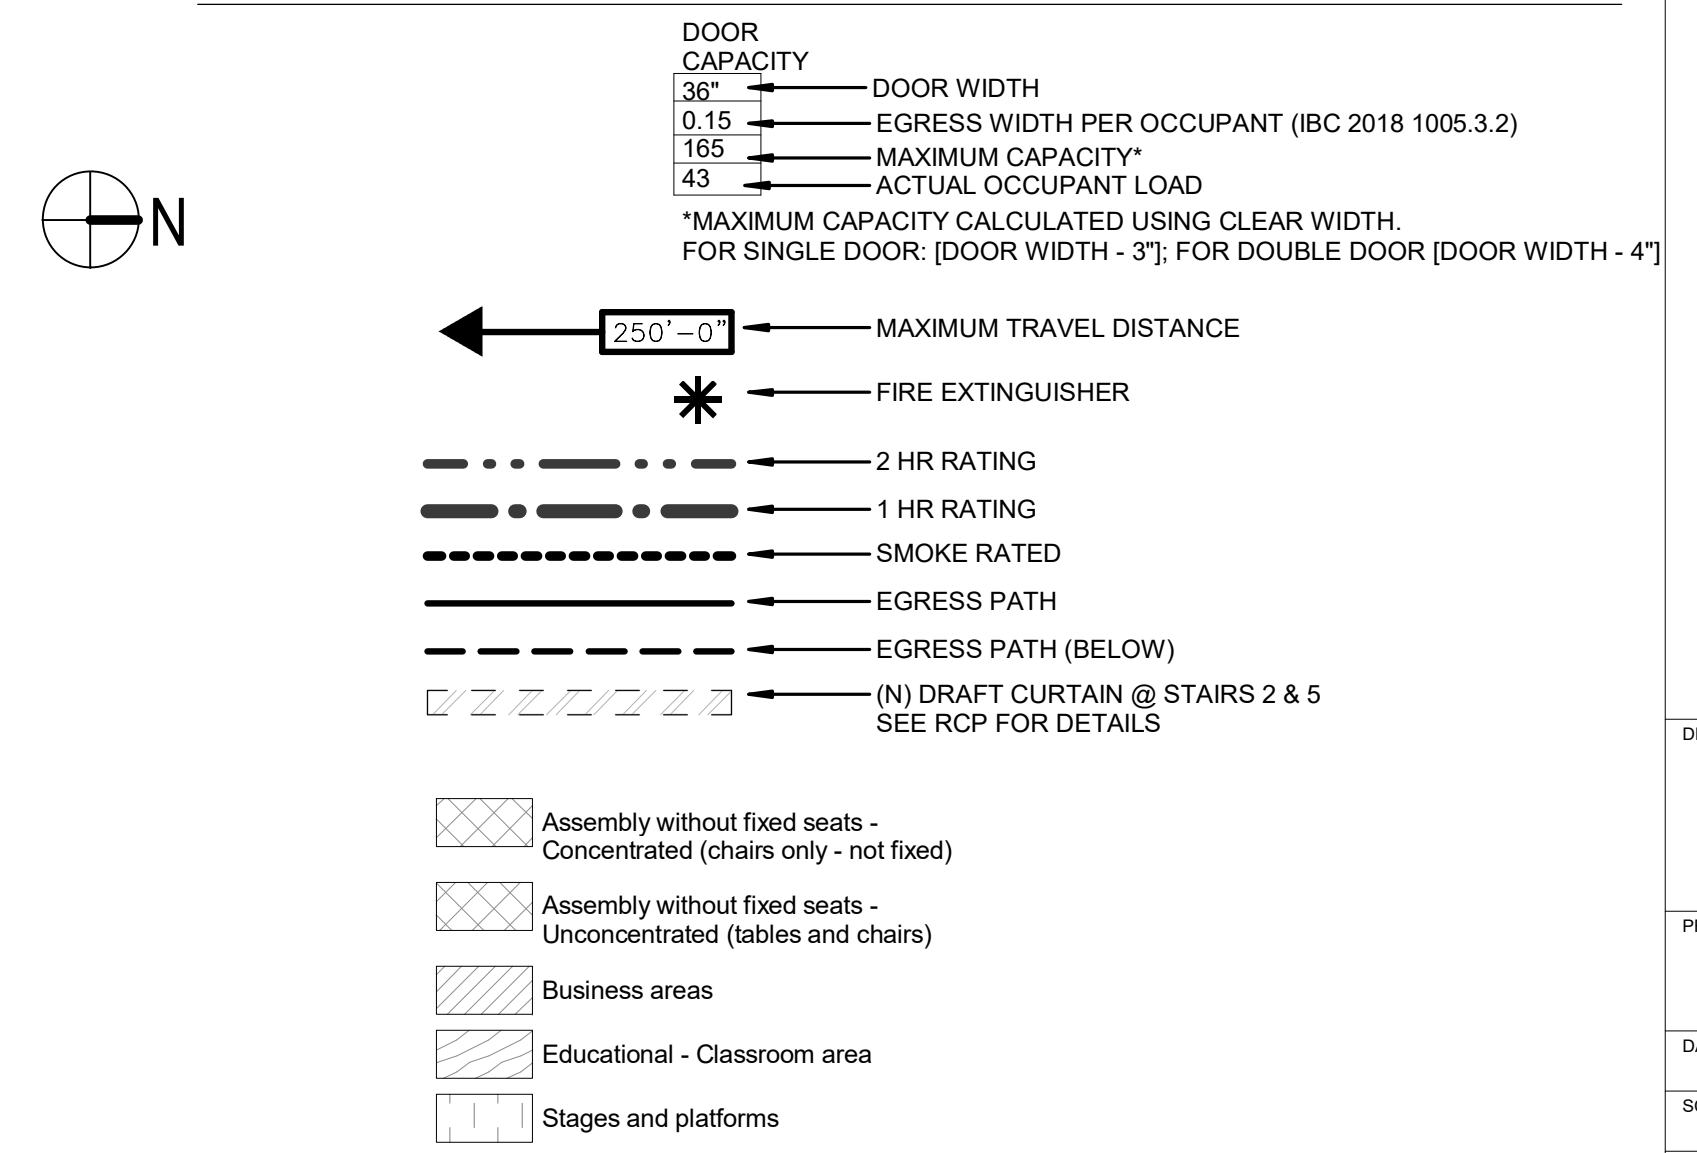 DOOR
CAPACITY
36" DOOR WIDTH
0.15 EGRESS WIDTH PER OCCUPANT (IBC 2018 1005.3.2)
165 MAXIMUM CAPACITY*
43 ACTUAL OCCUPANT LOAD
*MAXIMUM CAPACITY CALCULATED USING CLEAR WIDTH.
FOR SINGLE DOOR: [DOOR WIDTH - 3"]; FOR DOUBLE DOOR [DOOR WIDTH - 4"]
N
250'-0" MAXIMUM TRAVEL DISTANCE
FIRE EXTINGUISHER
2 HR RATING
1 HR RATING
SMOKE RATED
EGRESS PATH
EGRESS PATH (BELOW)
(N) DRAFT CURTAIN @ STAIRS 2 & 5
SEE RCP FOR DETAILS
Assembly without fixed seats -
Concentrated (chairs only - not fixed)
Assembly without fixed seats -
Unconcentrated (tables and chairs)
Business areas
Educational - Classroom area
Stages and platforms